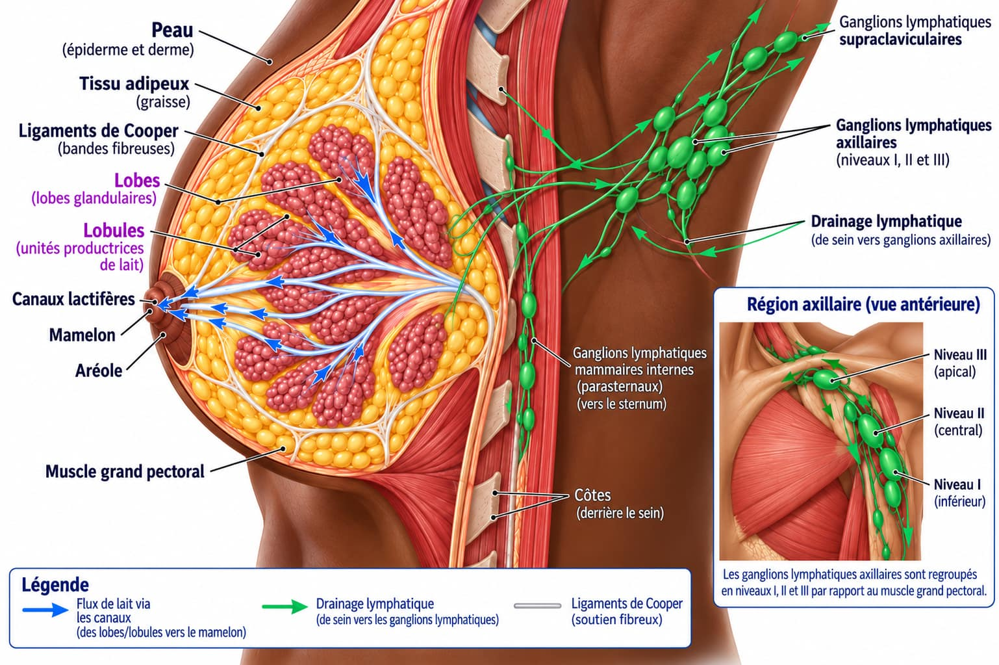 Peau
(épiderme et derme)
Tissu adipeux
(graisse)
Ligaments de Cooper
(bandes fibreuses)
Lobes
(lobes glandulaires)
Lobules
(unités productrices
de lait)
Canaux lactifères
Mamelon
Aréole
Muscle grand pectoral
Ganglions lymphatiques
supraclaviculaires
Ganglions lymphatiques
axillaires
(niveaux I, II et III)
Drainage lymphatique
(de sein vers ganglions axillaires)
Ganglions lymphatiques
mammaires internes
(parasternaux)
(vers le sternum)
Côtes
(derrière le sein)
Région axillaire (vue antérieure)
Niveau III
(apical)
Niveau II
(central)
Niveau I
(inférieur)
Les ganglions lymphatiques axillaires sont regroupés
en niveaux I, II et III par rapport au muscle grand pectoral.
Légende
Flux de lait via
les canaux
(des lobes/lobules vers le mamelon)
Drainage lymphatique
(de sein vers les ganglions lymphatiques)
Ligaments de Cooper
(soutien fibreux)